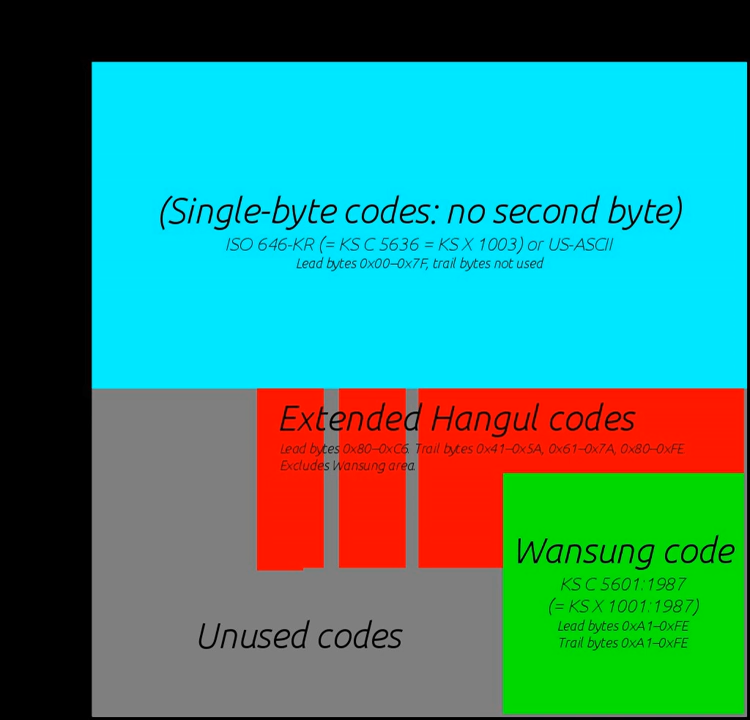 (Single-byte codes: no second byte)
ISO 646-KR (= KS C 5636 = KS X 1003) or US-ASCII
Lead bytes 0x00–0x7F, trail bytes not used
Extended Hangul codes
Lead bytes 0x80–0xC6. Trail bytes 0x41–0x5A, 0x61–0x7A, 0x80–0xFE
Excludes Wansung area.
Wansung code
KS C 5601:1987
(= KS X 1001:1987)
Lead bytes 0xA1–0xFE
Trail bytes 0xA1–0xFE
Unused codes